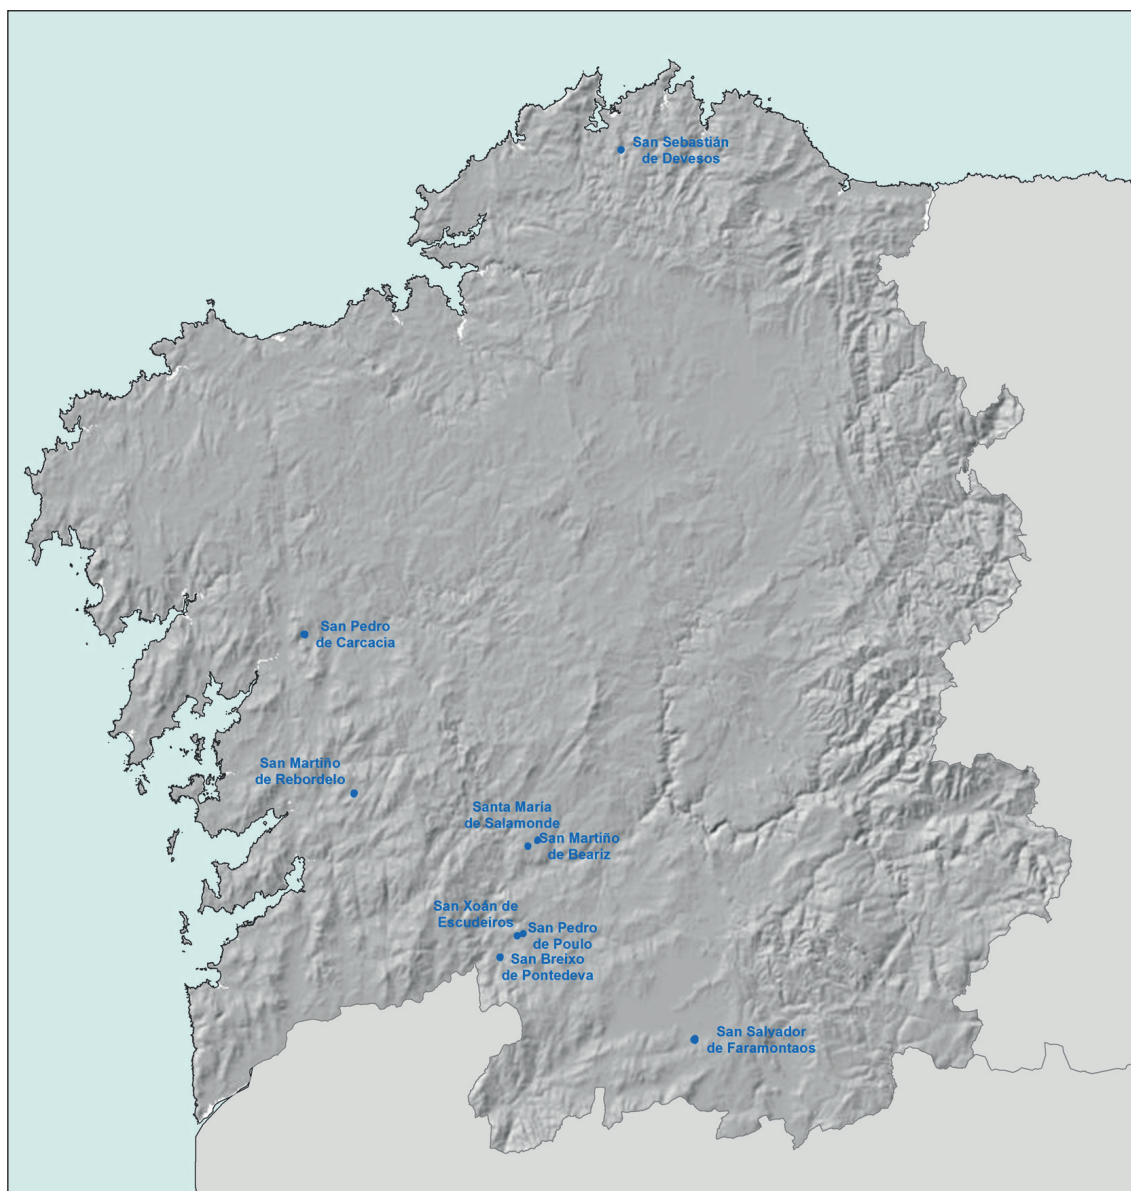 San Sebastián
de Devesos
San Pedro
de Carcacia
San Martiño
de Rebordelo
Santa María
de Salamonde
San Martiño
de Beariz
San Xoán de
Escudeiros
San Pedro
de Poulo
San Breixo
de Pontedeva
San Salvador
de Faramontaos